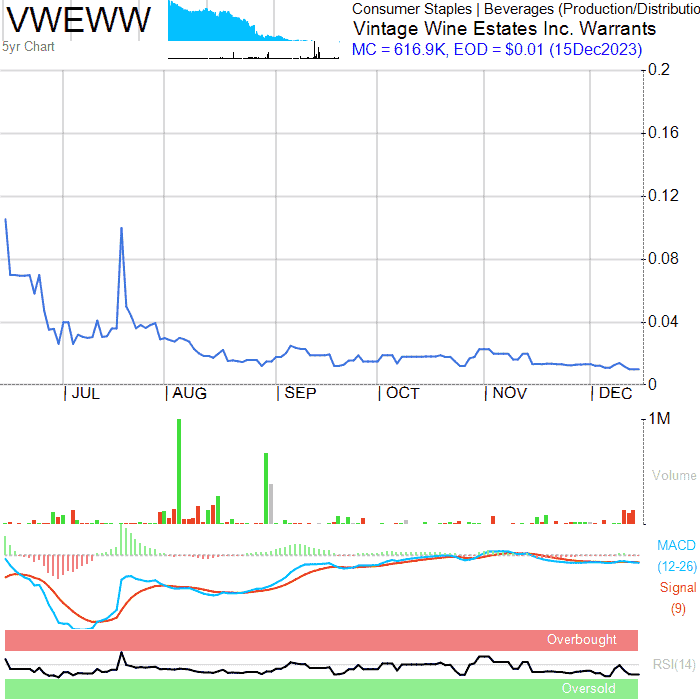 VWEWW
5yr Chart
Consumer Staples | Beverages (Production/Distributio
Vintage Wine Estates Inc. Warrants
MC = 616.9K, EOD = $0.01 (15Dec2023)
0.2
0.16
0.12
0.08
0.04
0
JUL AUG SEP OCT NOV DEC
1M
Volume
MACD
(12-26)
Signal
(9)
Overbought
RSI(14)
Oversold